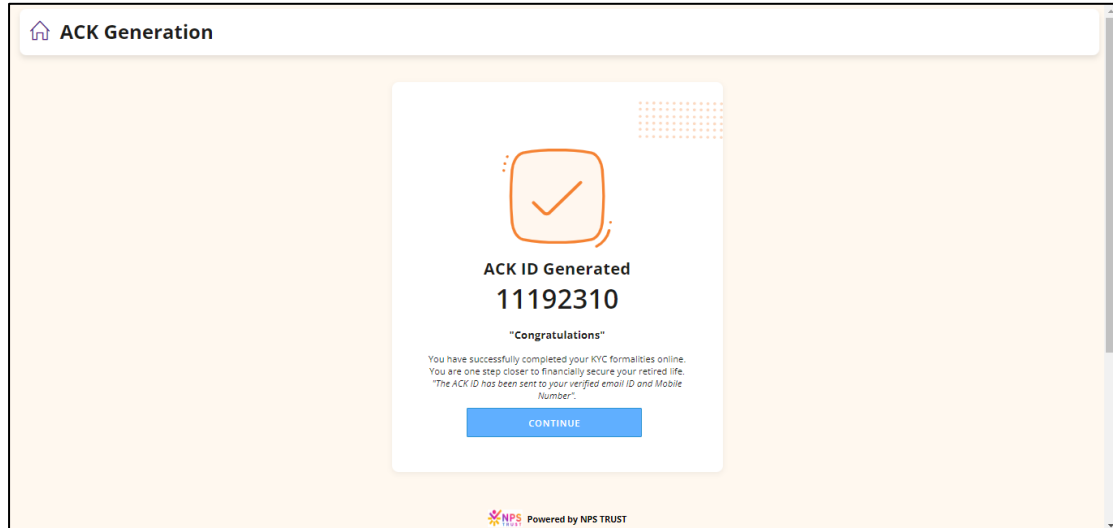 ACK Generation
ACK ID Generated
11192310
"Congratulations"
You have successfully completed your KYC formalities online.
You are one step closer to financially secure your retired life.
"The ACK ID has been sent to your verified email ID and Mobile
Number".
CONTINUE
NPS TRUST Powered by NPS TRUST